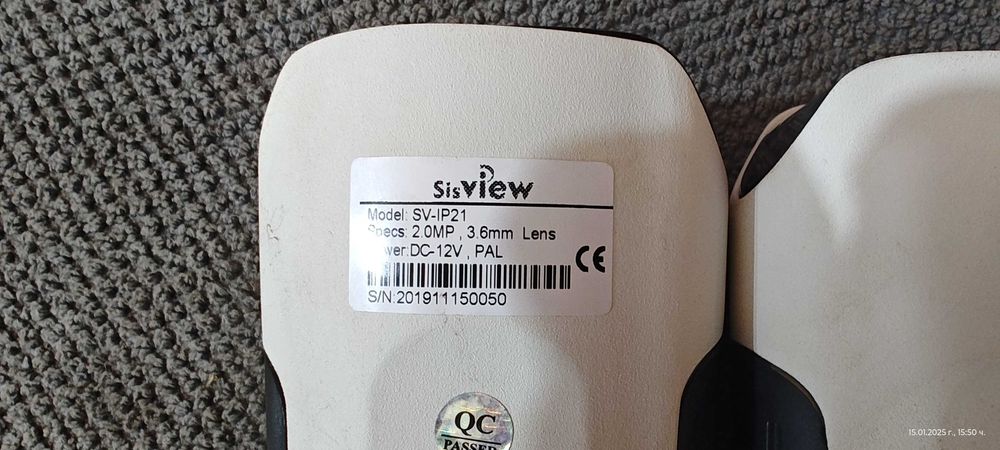 Sisview
Model: SV-IP21
Specs: 2.0MP , 3.6mm Lens
Power:DC-12V , PAL
CE
S/N:201911150050
QC
PASSED
15.01.2025 г., 15:50 ч.